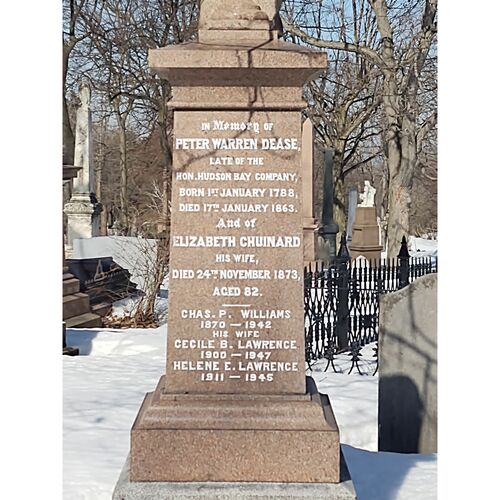 In Memory of
PETER WARREN DEASE,
LATE OF THE
HON. HUDSON BAY COMPANY,
BORN 1ST JANUARY 1788,
DIED 17TH JANUARY 1863.
And of
ELIZABETH CHUINARD
HIS WIFE,
DIED 24TH NOVEMBER 1873,
AGED 82.
CHAS. P. WILLIAMS
1870 — 1942
HIS WIFE
CECILE B. LAWRENCE
1900 — 1947
HELENE E. LAWRENCE
1911 — 1945